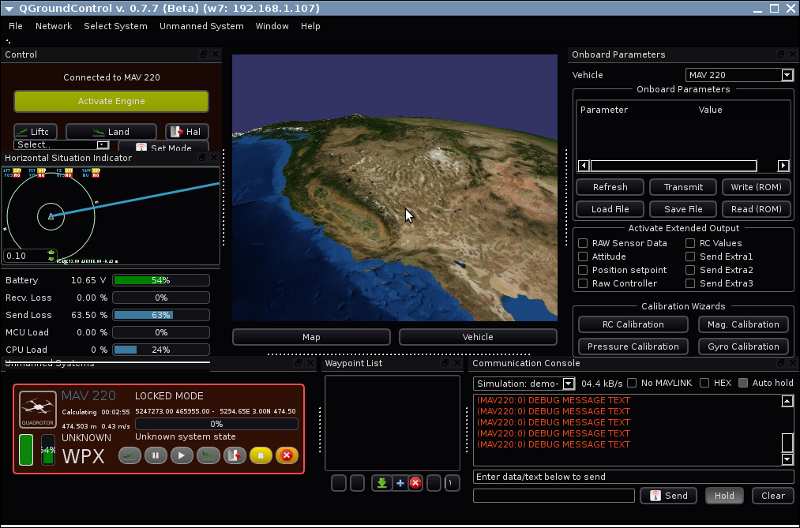 QGroundControl v. 0.7.7 (Beta) (w7: 192.168.1.107)
File Network Select System Unmanned System Window Help
Control
Connected to MAV 220
Activate Engine
Liftc Land Hal
Select.. Set Mode
Horizontal Situation Indicator
0.10
Battery 10.65 V 54%
Recv. Loss 0.00 % 0%
Send Loss 63.50 % 63%
MCU Load 0.00 % 0%
CPU Load 0 % 24%
Map Vehicle
Onboard Parameters
Vehicle MAV 220
Onboard Parameters
Parameter Value
Refresh Transmit Write (ROM)
Load File Save File Read (ROM)
Activate Extended Output
RAW Sensor Data RC Values
Attitude Send Extra1
Position setpoint Send Extra2
Raw Controller Send Extra3
Calibration Wizards
RC Calibration Mag. Calibration
Pressure Calibration Gyro Calibration
Unmanned Systems
MAV 220 LOCKED MODE
Calculating 00:02:55 5247273.00 465955.00 - 5254.65E 3.00N 474.50
QUADROTOR
474.503 m 0.43 m/s 0%
UNKNOWN Unknown system state
54% WPX
Waypoint List
Communication Console
Simulation: demo- 04.4 kB/s No MAVLINK HEX Auto hold
(MAV220:0) DEBUG MESSAGE TEXT
(MAV220:0) DEBUG MESSAGE TEXT
(MAV220:0) DEBUG MESSAGE TEXT
(MAV220:0) DEBUG MESSAGE TEXT
(MAV220:0) DEBUG MESSAGE TEXT
Enter data/text below to send
Send Hold Clear